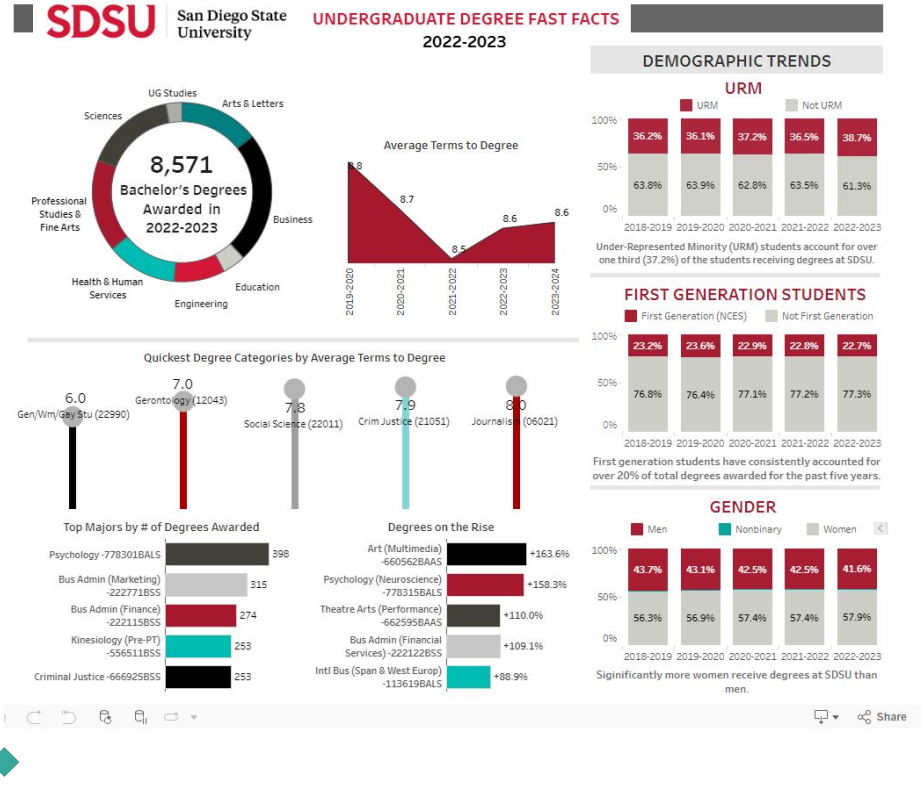 SDSU
San Diego State
University
UNDERGRADUATE DEGREE FAST FACTS
2022-2023
UG Studies
Arts & Letters
Sciences
Professional
Studies &
Fine Arts
Business
Health & Human
Services
Education
Engineering
8,571
Bachelor's Degrees
Awarded in
2022-2023
Average Terms to Degree
8.8
8.7
8.5
8.6
8.6
2019-2020
2020-2021
2021-2022
2022-2023
2023-2024
Quickest Degree Categories by Average Terms to Degree
6.0
Gen/Wm/Gay Stu (22990)
7.0
Gerontology (12043)
7.8
Social Science (22011)
7.9
Crim Justice (21051)
8.0
Journalism (06021)
Top Majors by # of Degrees Awarded
Psychology -778301BALS
398
Bus Admin (Marketing)
-222771BSS
315
Bus Admin (Finance)
-222115BSS
274
Kinesiology (Pre-PT)
-556511BSS
253
Criminal Justice -666925BSS
253
Degrees on the Rise
Art (Multimedia)
-660562BAAS
+163.6%
Psychology (Neuroscience)
-778315BALS
+158.3%
Theatre Arts (Performance)
-662595BAAS
+110.0%
Bus Admin (Financial
Services) -222122BSS
+109.1%
Intl Bus (Span & West Europ)
-113619BALS
+88.9%
DEMOGRAPHIC TRENDS
URM
URM Not URM
100%
50%
0%
36.2% 36.1% 37.2% 36.5% 38.7%
63.8% 63.9% 62.8% 63.5% 61.3%
2018-2019 2019-2020 2020-2021 2021-2022 2022-2023
Under-Represented Minority (URM) students account for over
one third (37.2%) of the students receiving degrees at SDSU.
FIRST GENERATION STUDENTS
First Generation (NCES) Not First Generation
100%
50%
0%
23.2% 23.6% 22.9% 22.8% 22.7%
76.8% 76.4% 77.1% 77.2% 77.3%
2018-2019 2019-2020 2020-2021 2021-2022 2022-2023
First generation students have consistently accounted for
over 20% of total degrees awarded for the past five years.
GENDER
Men Nonbinary Women
100%
50%
0%
43.7% 43.1% 42.5% 42.5% 41.6%
56.3% 56.9% 57.4% 57.4% 57.9%
2018-2019 2019-2020 2020-2021 2021-2022 2022-2023
Siginificantly more women receive degrees at SDSU than
men.
Share